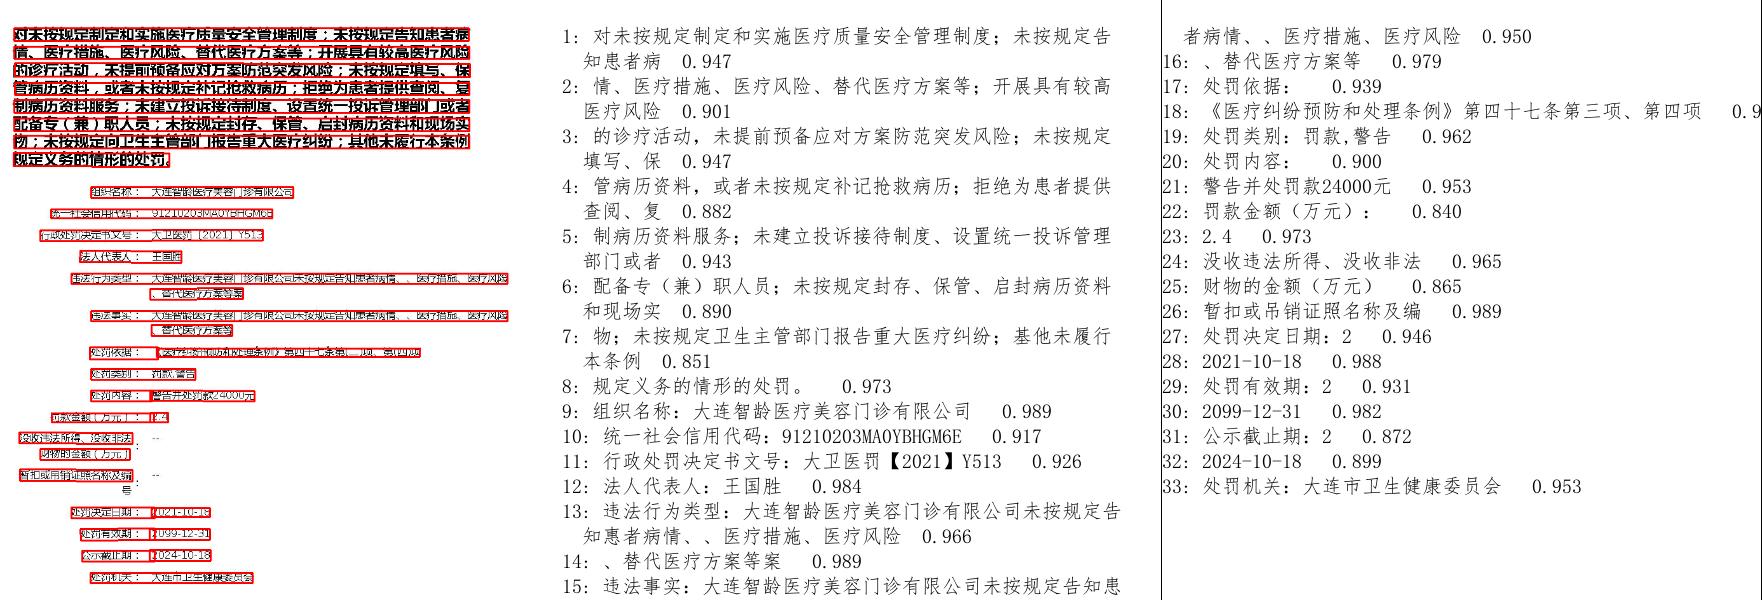 对未按规定制定和实施医疗质量安全管理制度；未按规定告知患者病
情、医疗措施、医疗风险、替代医疗方案等；开展具有较高医疗风险
的诊疗活动，未提前预备应对方案防范突发风险；未按规定填写、保
管病历资料，或者未按规定补记抢救病历；拒绝为患者提供查阅、复
制病历资料服务；未建立投诉接待制度、设置统一投诉管理部门或者
配备专（兼）职人员；未按规定封存、保管、启封病历资料和现场实
物；未按规定向卫生主管部门报告重大医疗纠纷；其他未履行本条例
规定义务的情形的处罚。
组织名称： 大连智龄医疗美容门诊有限公司
统一社会信用代码： 91210203MA0YBHGM6E
行政处罚决定书文号： 大卫医罚【2021】Y513
法人代表人： 王国胜
违法行为类型： 大连智龄医疗美容门诊有限公司未按规定告知患者病情、、医疗措施、医疗风险
、替代医疗方案等案
违法事实： 大连智龄医疗美容门诊有限公司未按规定告知患者病情、、医疗措施、医疗风险
、替代医疗方案等
处罚依据： 《医疗纠纷预防和处理条例》第四十七条第(二)项、第(四)项
处罚类别： 罚款,警告
处罚内容： 警告并处罚款24000元
罚款金额（万元）： 2.4
没收违法所得、没收非法 ： --
财物的金额（万元）
暂扣或吊销证照名称及编 ： --
号
处罚决定日期： 2021-10-18
处罚有效期： 2099-12-31
公示截止期： 2024-10-18
处罚机关： 大连市卫生健康委员会
1: 对未按规定制定和实施医疗质量安全管理制度；未按规定告
知患者病 0.947
2: 情、医疗措施、医疗风险、替代医疗方案等；开展具有较高
医疗风险 0.901
3: 的诊疗活动，未提前预备应对方案防范突发风险；未按规定
填写、保 0.947
4: 管病历资料，或者未按规定补记抢救病历；拒绝为患者提供
查阅、复 0.882
5: 制病历资料服务；未建立投诉接待制度、设置统一投诉管理
部门或者 0.943
6: 配备专（兼）职人员；未按规定封存、保管、启封病历资料
和现场实 0.890
7: 物；未按规定卫生主管部门报告重大医疗纠纷；基他未履行
本条例 0.851
8: 规定义务的情形的处罚。 0.973
9: 组织名称：大连智龄医疗美容门诊有限公司 0.989
10: 统一社会信用代码：91210203MA0YBHGM6E 0.917
11: 行政处罚决定书文号：大卫医罚【2021】Y513 0.926
12: 法人代表人：王国胜 0.984
13: 违法行为类型：大连智龄医疗美容门诊有限公司未按规定告
知患者病情、、医疗措施、医疗风险 0.966
14: 、替代医疗方案等案 0.989
15: 违法事实：大连智龄医疗美容门诊有限公司未按规定告知患
者病情、、医疗措施、医疗风险 0.950
16: 、替代医疗方案等 0.979
17: 处罚依据： 0.939
18: 《医疗纠纷预防和处理条例》第四十七条第三项、第四项 0.9
19: 处罚类别：罚款,警告 0.962
20: 处罚内容： 0.900
21: 警告并处罚款24000元 0.953
22: 罚款金额（万元）： 0.840
23: 2.4 0.973
24: 没收违法所得、没收非法 0.965
25: 财物的金额（万元） 0.865
26: 暂扣或吊销证照名称及编 0.989
27: 处罚决定日期：2 0.946
28: 2021-10-18 0.988
29: 处罚有效期：2 0.931
30: 2099-12-31 0.982
31: 公示截止期：2 0.872
32: 2024-10-18 0.899
33: 处罚机关：大连市卫生健康委员会 0.953